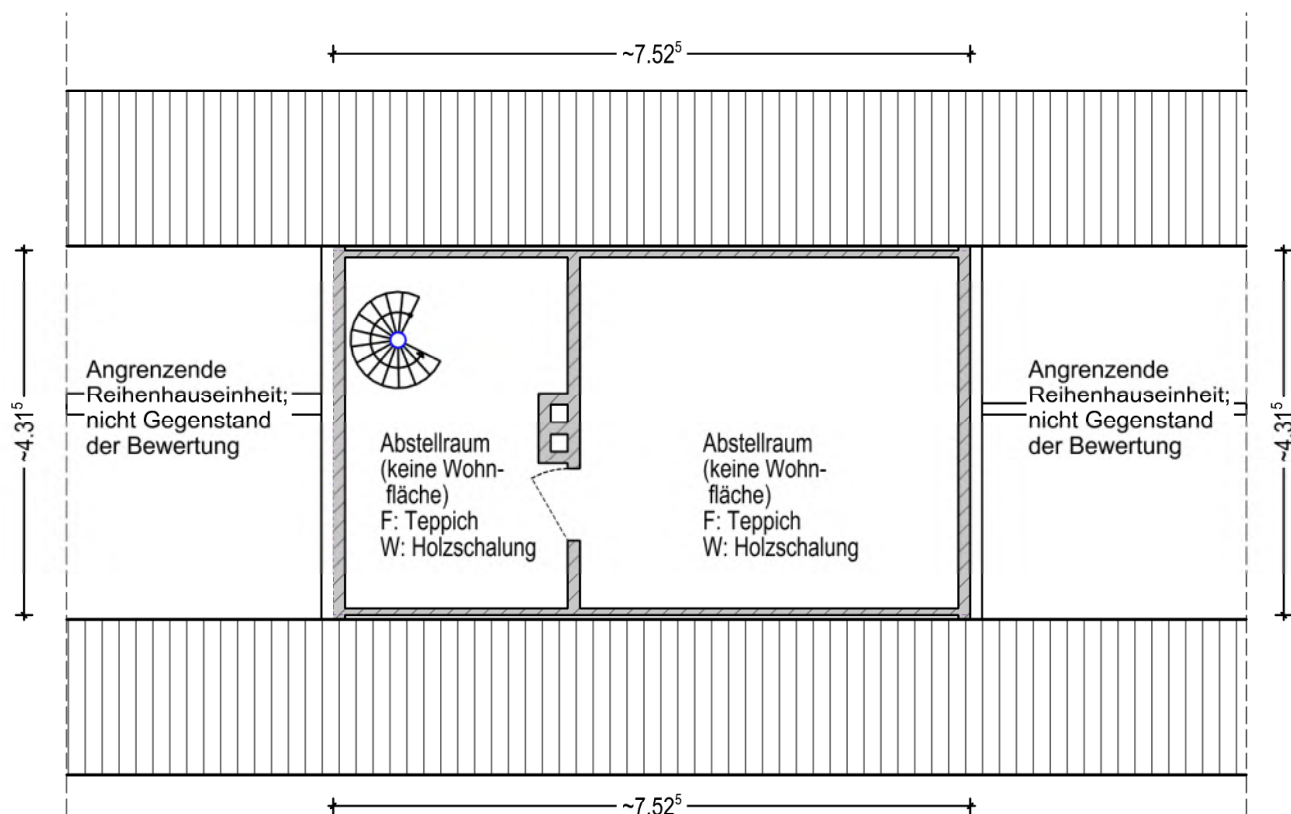 ~7.52⁵
~4.31⁵
Angrenzende
Reihenhauseinheit;
nicht Gegenstand
der Bewertung
Abstellraum
(keine Wohn-
fläche)
F: Teppich
W: Holzschalung
Abstellraum
(keine Wohn-
fläche)
F: Teppich
W: Holzschalung
Angrenzende
Reihenhauseinheit;
nicht Gegenstand
der Bewertung
~4.31⁵
~7.52⁵